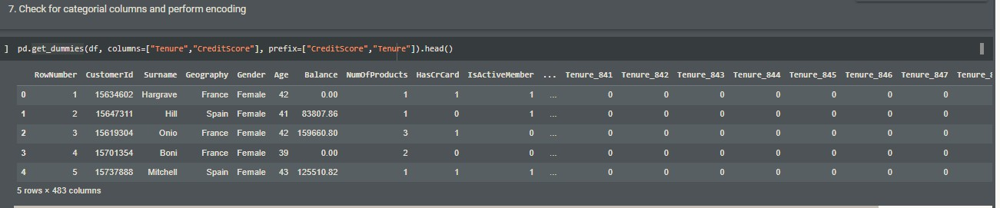 7. Check for categorial columns and perform encoding
] pd.get_dummies(df, columns=["Tenure","CreditScore"], prefix=["CreditScore","Tenure"]).head()
RowNumber CustomerId Surname Geography Gender Age Balance NumOfProducts HasCrCard IsActiveMember ... Tenure_841 Tenure_842 Tenure_843 Tenure_844 Tenure_845 Tenure_846 Tenure_847
0 1 15634602 Hargrave France Female 42 0.00 1 1 1 ... 0 0 0 0 0 0 0
1 2 15647311 Hill Spain Female 41 83807.86 1 0 1 ... 0 0 0 0 0 0 0
2 3 15619304 Onio France Female 42 159660.80 3 1 0 ... 0 0 0 0 0 0 0
3 4 15701354 Boni France Female 39 0.00 2 0 0 ... 0 0 0 0 0 0 0
4 5 15737888 Mitchell Spain Female 43 125510.82 1 1 1 ... 0 0 0 0 0 0 0
5 rows × 483 columns